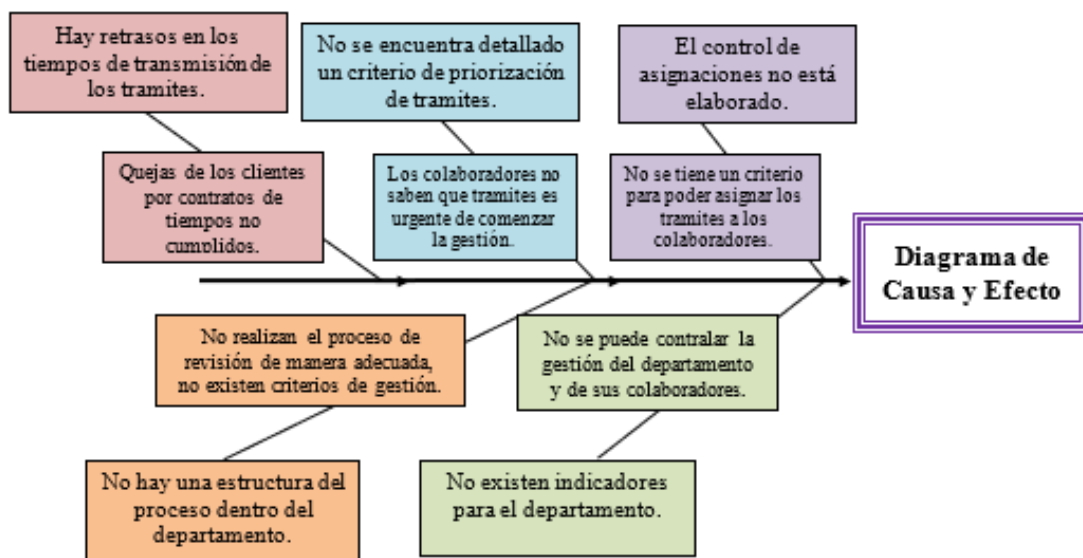 Hay retrasos en los
tiempos de transmisión de
los tramites.
No se encuentra detallado
un criterio de priorización
de tramites.
El control de
asignaciones no está
elaborado.
Quejas de los clientes
por contratos de
tiempos no
cumplidos.
Los colaboradores no
saben que tramites es
urgente de comenzar
la gestión.
No se tiene un criterio
para poder asignar los
tramites a los
colaboradores.
Diagrama de
Causa y Efecto
No realizan el proceso de
revisión de manera adecuada,
no existen criterios de gestión.
No se puede contralar la
gestión del departamento
y de sus colaboradores.
No hay una estructura del
proceso dentro del
departamento.
No existen indicadores
para el departamento.